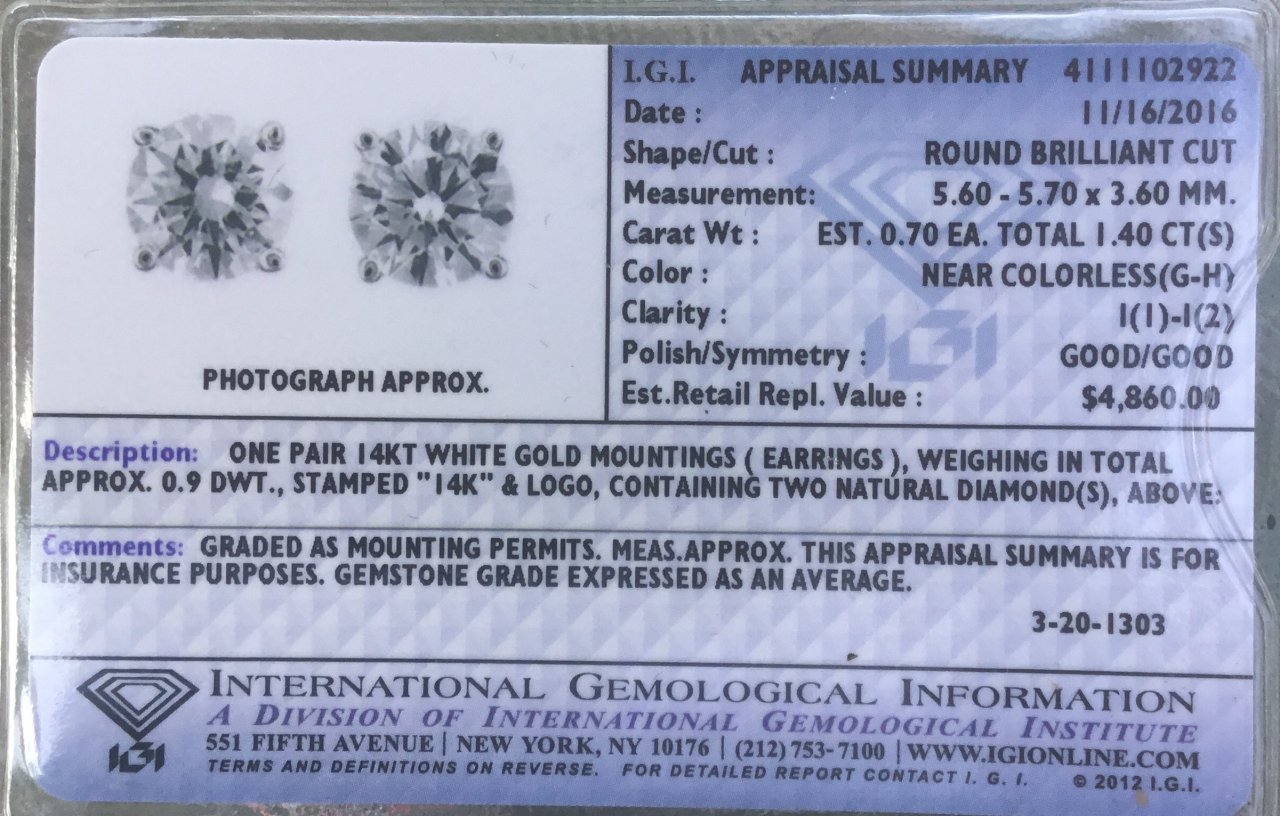 I.G.I. APPRAISAL SUMMARY 4111102922
Date : 11/16/2016
Shape/Cut : ROUND BRILLIANT CUT
Measurement: 5.60 - 5.70 x 3.60 MM.
Carat Wt : EST. 0.70 EA. TOTAL 1.40 CT(S)
Color : NEAR COLORLESS(G-H)
Clarity : I(1)-I(2)
Polish/Symmetry : GOOD/GOOD
Est.Retail Repl. Value : $4,860.00
IGI
PHOTOGRAPH APPROX.
Description: ONE PAIR 14KT WHITE GOLD MOUNTINGS ( EARRINGS ), WEIGHING IN TOTAL
APPROX. 0.9 DWT., STAMPED "14K" & LOGO, CONTAINING TWO NATURAL DIAMOND(S), ABOVE:
Comments: GRADED AS MOUNTING PERMITS. MEAS.APPROX. THIS APPRAISAL SUMMARY IS FOR
INSURANCE PURPOSES. GEMSTONE GRADE EXPRESSED AS AN AVERAGE.
3-20-1303
IGI
INTERNATIONAL GEMOLOGICAL INFORMATION
A DIVISION OF INTERNATIONAL GEMOLOGICAL INSTITUTE
551 FIFTH AVENUE | NEW YORK, NY 10176 | (212) 753-7100 | WWW.IGIONLINE.COM
TERMS AND DEFINITIONS ON REVERSE. FOR DETAILED REPORT CONTACT I. G. I. © 2012 I.G.I.